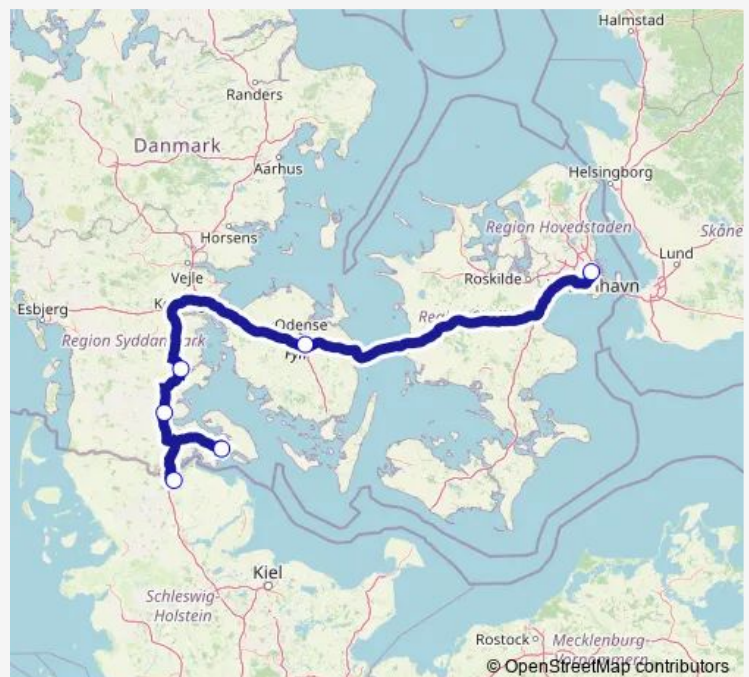 Halmstad
Randers
Danmark
Aarhus
Helsingborg
Region Hovedstaden
Skåne
Horsens
Lund
Vejle
Roskilde
Esbjerg
Odense
Region Syddanmark
Fyn
Kiel
Schleswig-
Holstein
Rostock
Mecklenburg-
Vorpommern
© OpenStreetMap contributors